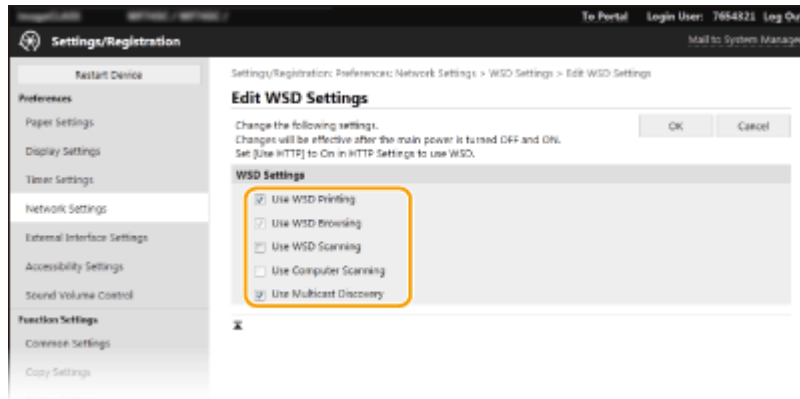 To Portal Login User: 7654321 Log Ou
Settings/Registration
Mail to System Manage
Restart Device
Preferences
Paper Settings
Display Settings
Timer Settings
Network Settings
External Interface Settings
Accessibility Settings
Sound Volume Control
Function Settings
Common Settings
Copy Settings
Settings/Registration: Preferences: Network Settings > WSD Settings > Edit WSD Settings
Edit WSD Settings
Change the following settings.
Changes will be effective after the main power is turned OFF and ON.
Set [Use HTTP] to On in HTTP Settings to use WSD.
OK
Cancel
WSD Settings
Use WSD Printing
Use WSD Browsing
Use WSD Scanning
Use Computer Scanning
Use Multicast Discovery